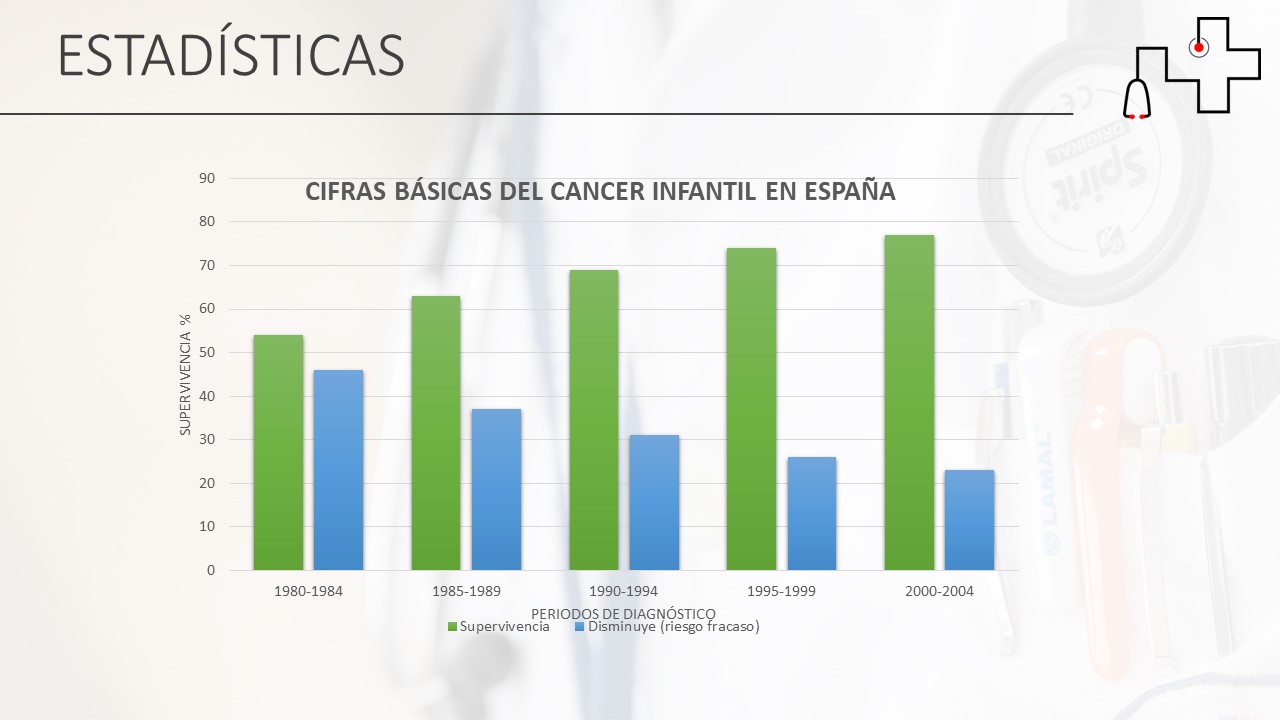 ESTADÍSTICAS
CIFRAS BÁSICAS DEL CANCER INFANTIL EN ESPAÑA
SUPERVIVENCIA %
90
80
70
60
50
40
30
20
10
0
1980-1984 1985-1989 1990-1994 1995-1999 2000-2004
PERIODOS DE DIAGNÓSTICO
Supervivencia Disminuye (riesgo fracaso)
CE
ORIGINAL
Spirit
LAMAL